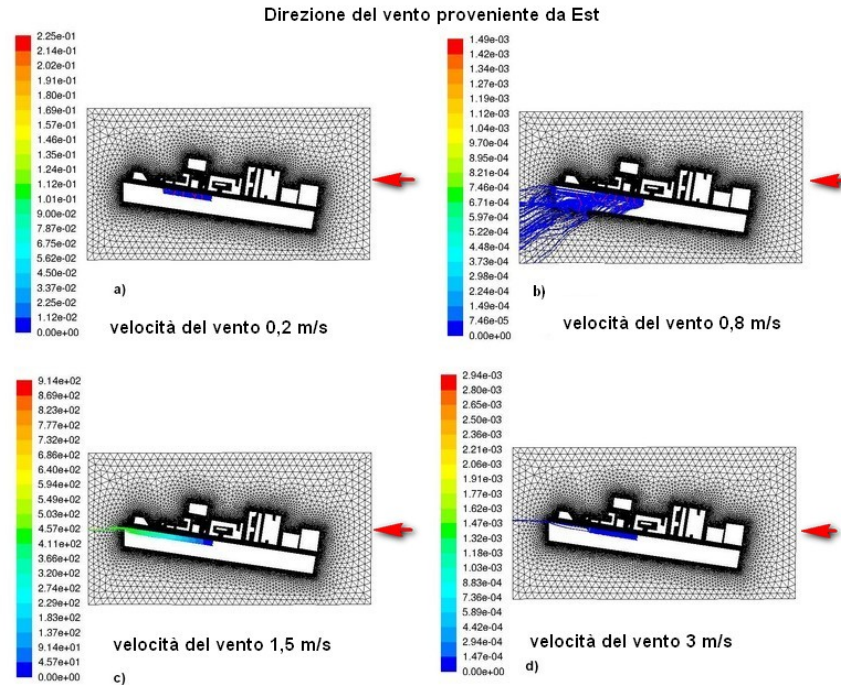 Direzione del vento proveniente da Est
2.25e-01
2.14e-01
2.02e-01
1.91e-01
1.80e-01
1.69e-01
1.57e-01
1.46e-01
1.35e-01
1.24e-01
1.12e-01
1.01e-01
9.00e-02
7.87e-02
6.75e-02
5.62e-02
4.50e-02
3.37e-02
2.25e-02
1.12e-02
0.00e+00
a)
velocità del vento 0,2 m/s
1.49e-03
1.42e-03
1.34e-03
1.27e-03
1.19e-03
1.12e-03
1.04e-03
9.70e-04
8.95e-04
8.21e-04
7.46e-04
6.71e-04
5.97e-04
5.22e-04
4.48e-04
3.73e-04
2.98e-04
2.24e-04
1.49e-04
7.46e-05
0.00e+00
b)
velocità del vento 0,8 m/s
9.14e+02
8.69e+02
8.23e+02
7.77e+02
7.32e+02
6.86e+02
6.40e+02
5.94e+02
5.49e+02
5.03e+02
4.57e+02
4.11e+02
3.66e+02
3.20e+02
2.74e+02
2.29e+02
1.83e+02
1.37e+02
9.14e+01
4.57e+01
0.00e+00
velocità del vento 1,5 m/s
c)
2.94e-03
2.80e-03
2.65e-03
2.50e-03
2.36e-03
2.21e-03
2.06e-03
1.91e-03
1.77e-03
1.62e-03
1.47e-03
1.32e-03
1.18e-03
1.03e-03
8.83e-04
7.36e-04
5.89e-04
4.42e-04
2.94e-04
1.47e-04
0.00e+00
velocità del vento 3 m/s
d)